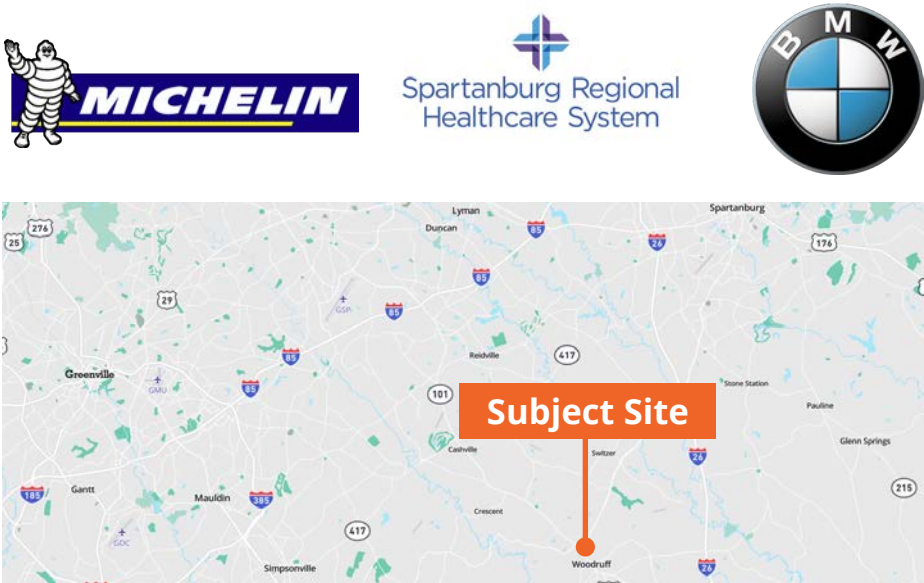 MICHELIN
Spartanburg Regional
Healthcare System
BMW
Lyman
Spartanburg
276
Duncan
85
25
26
176
85
29
GSP
85
Reidville
417
85
Greenville
GMU
85
101
Stone Station
Subject Site
Pauline
Cashville
Switzer
Glenn Springs
26
185
Gantt
Mauldin
385
215
Crescent
417
GDC
Simpsonville
Woodruff
26